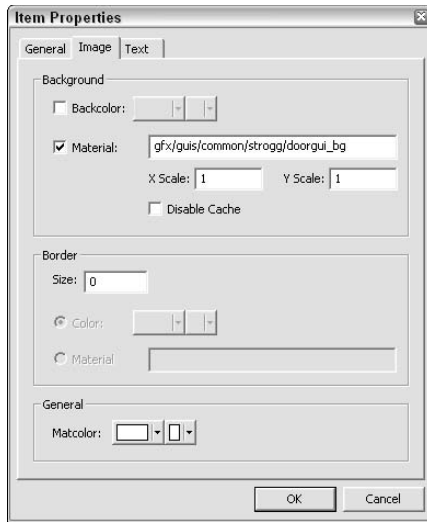 Item Properties
General Image Text
Background
Backcolor:
Material: gfx/guis/common/strogg/doorgui_bg
X Scale: 1 Y Scale: 1
Disable Cache
Border
Size: 0
Color:
Material
General
Matcolor:
OK Cancel